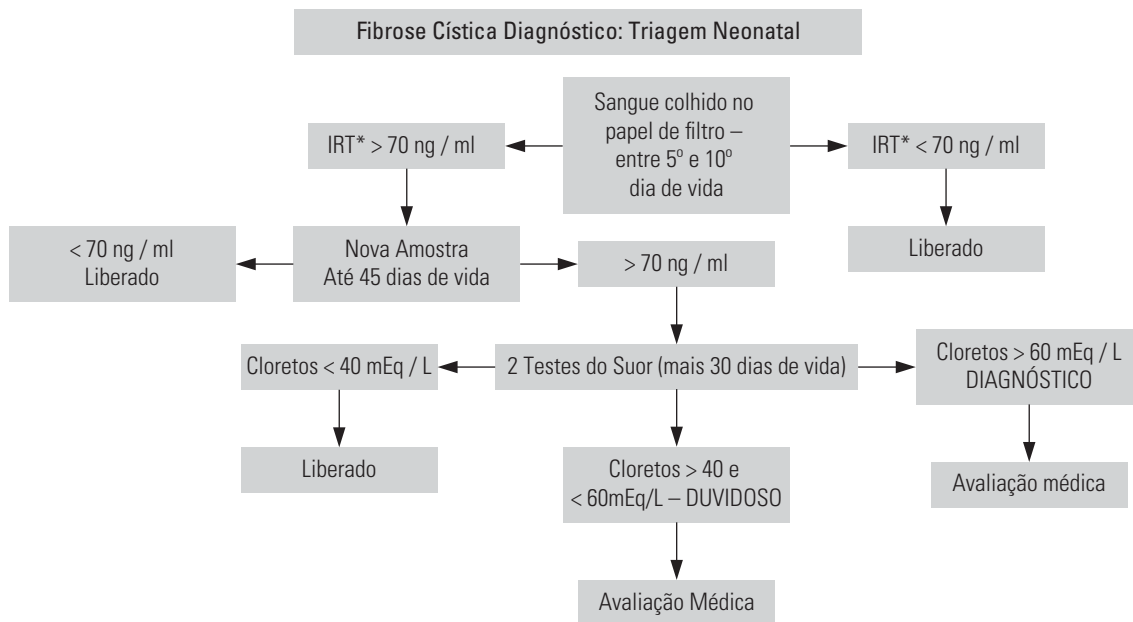 Fibrose Cística Diagnóstico: Triagem Neonatal
Sangue colhido no
papel de filtro –
entre 5º e 10º
dia de vida
IRT* > 70 ng / ml
IRT* < 70 ng / ml
< 70 ng / ml
Liberado
Nova Amostra
Até 45 dias de vida
> 70 ng / ml
Liberado
Cloretos < 40 mEq / L
2 Testes do Suor (mais 30 dias de vida)
Cloretos > 60 mEq / L
DIAGNÓSTICO
Liberado
Cloretos > 40 e
< 60mEq/L – DUVIDOSO
Avaliação médica
Avaliação Médica